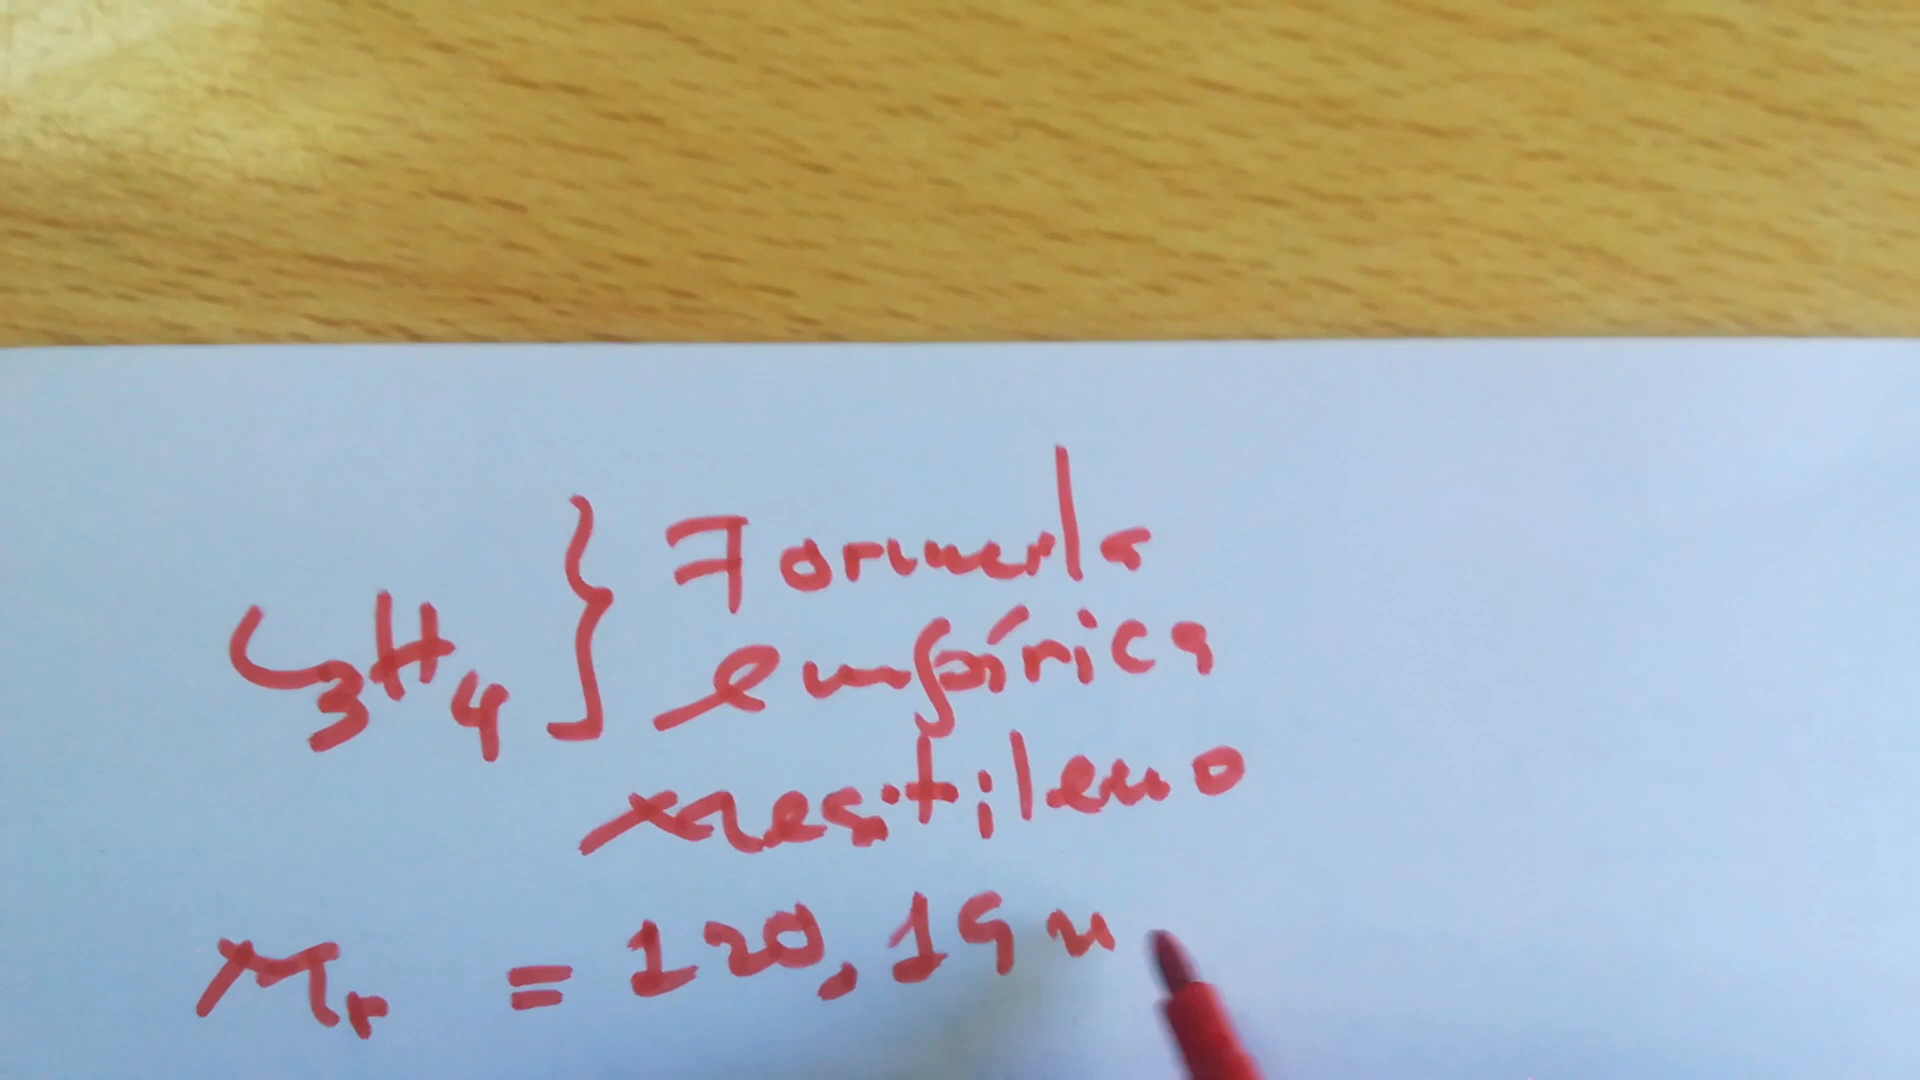 C₃H₄ } Formula
empírica
mesitileno
Mr = 120,19 u